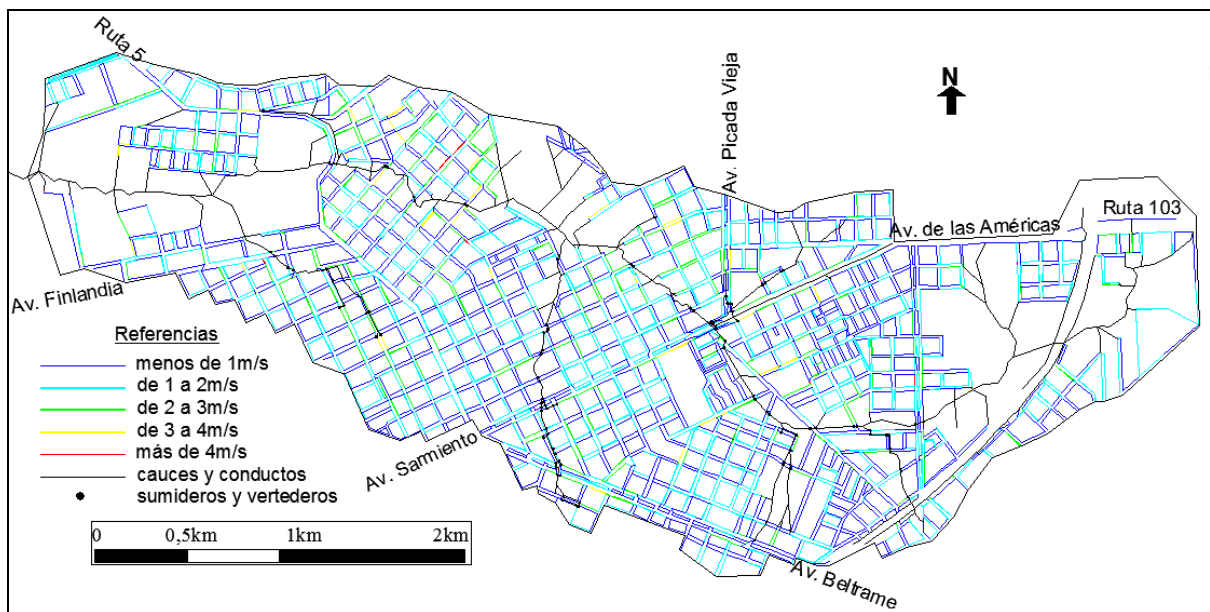 Ruta 5
N
Av. Picada Vieja
Ruta 103
Av. de las Américas
Av. Finlandia
Referencias
menos de 1m/s
de 1 a 2m/s
de 2 a 3m/s
de 3 a 4m/s
más de 4m/s
cauces y conductos
sumideros y vertederos
Av. Sarmiento
0 0,5km 1km 2km
Av. Beltrame